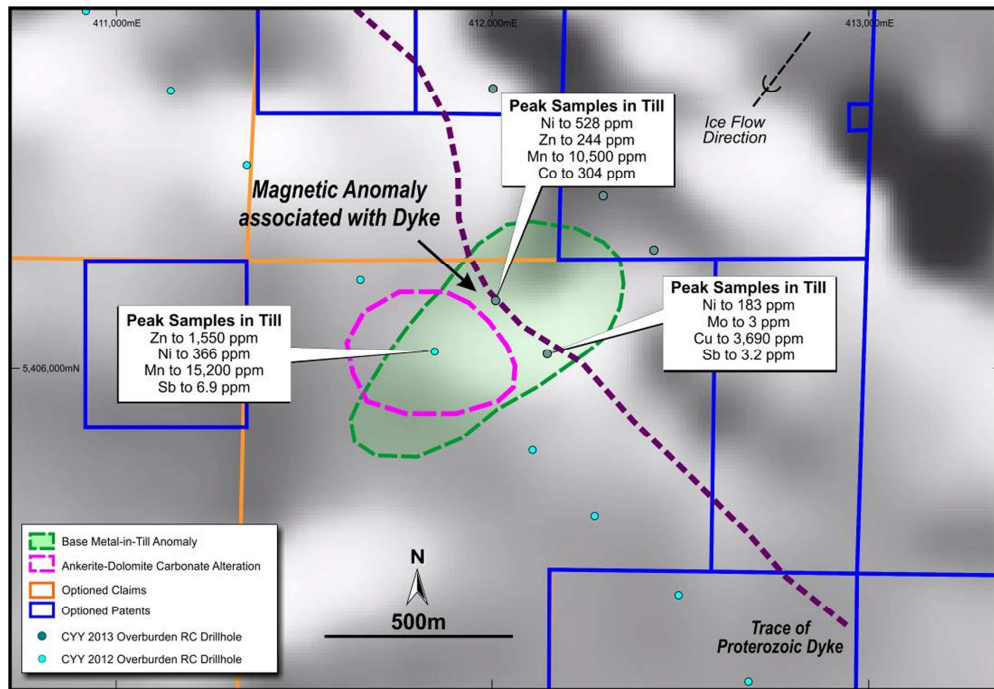 411,000mE
412,000mE
413,000mE
Ice Flow
Direction
Peak Samples in Till
Ni to 528 ppm
Zn to 244 ppm
Mn to 10,500 ppm
Co to 304 ppm
Magnetic Anomaly
associated with Dyke
Peak Samples in Till
Ni to 183 ppm
Mo to 3 ppm
Cu to 3,690 ppm
Sb to 3.2 ppm
Peak Samples in Till
Zn to 1,550 ppm
Ni to 366 ppm
Mn to 15,200 ppm
Sb to 6.9 ppm
5,406,000mN
Base Metal-in-Till Anomaly
Ankerite-Dolomite Carbonate Alteration
Optioned Claims
Optioned Patents
CYY 2013 Overburden RC Drillhole
CYY 2012 Overburden RC Drillhole
N
500m
Trace of
Proterozoic Dyke